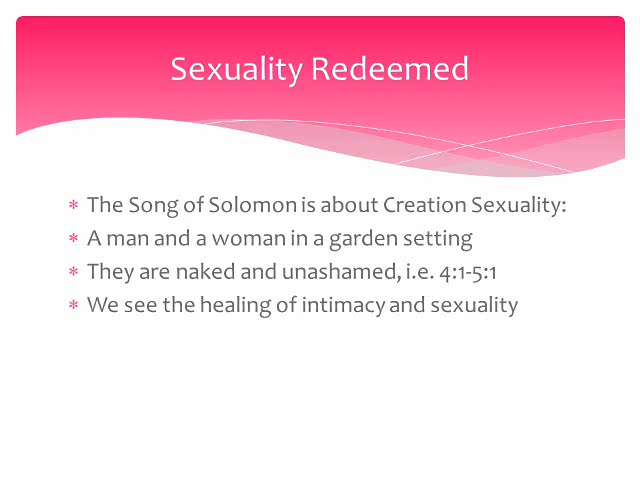 Sexuality Redeemed
* The Song of Solomon is about Creation Sexuality:
* A man and a woman in a garden setting
* They are naked and unashamed, i.e. 4:1-5:1
* We see the healing of intimacy and sexuality